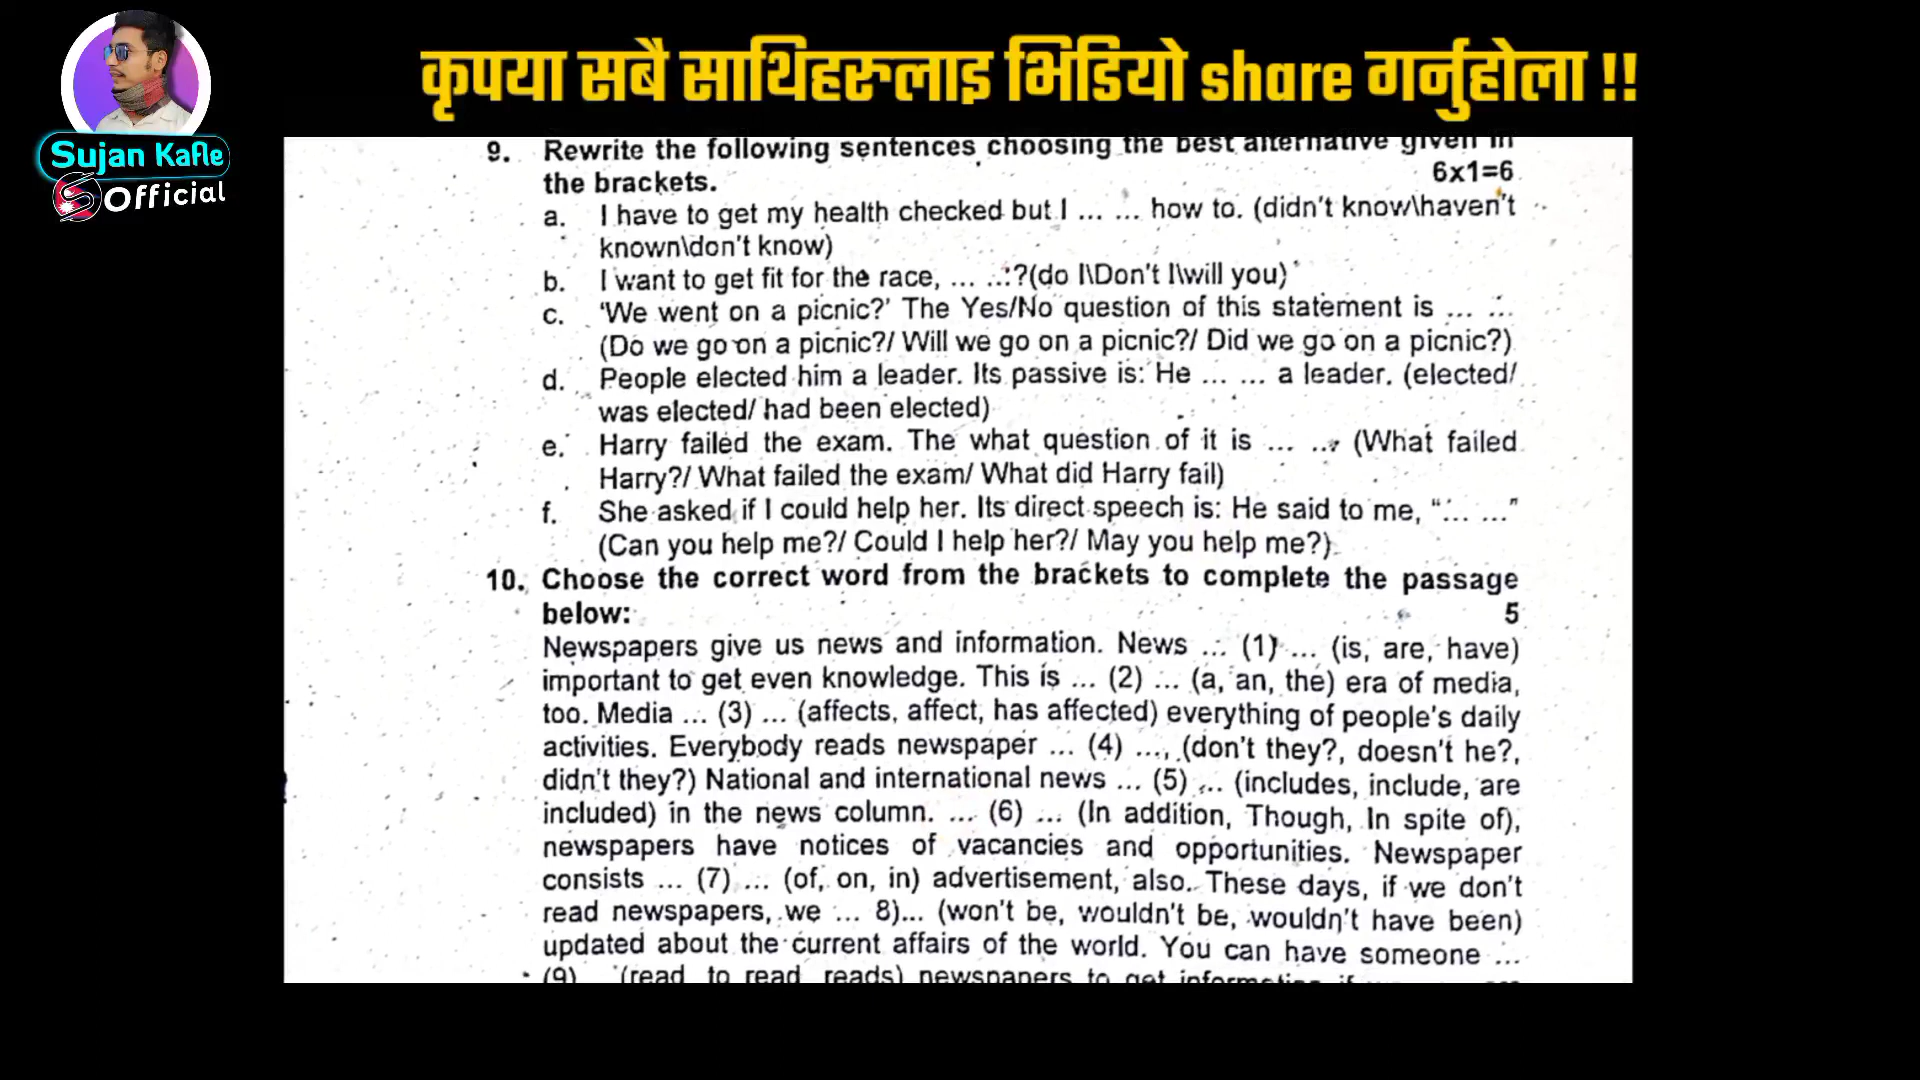 कृपया सबै साथिहरुलाइ भिडियो share गर्नुहोला !!
Sujan Kafle
Official
9. Rewrite the following sentences choosing the best alternative given in
the brackets. 6x1=6
a. I have to get my health checked but I ... ... how to. (didn't know\haven't
known\don't know)
b. I want to get fit for the race, ... ...?(do I\Don't I\will you)
c. 'We went on a picnic?' The Yes/No question of this statement is ... ...
(Do we go on a picnic?/ Will we go on a picnic?/ Did we go on a picnic?)
d. People elected him a leader. Its passive is: He ... ... a leader. (elected/
was elected/ had been elected)
e. Harry failed the exam. The what question of it is ... ... (What failed
Harry?/ What failed the exam/ What did Harry fail)
f. She asked if I could help her. Its direct speech is: He said to me, "... ..."
(Can you help me?/ Could I help her?/ May you help me?)
10. Choose the correct word from the brackets to complete the passage
below: 5
Newspapers give us news and information. News ... (1) ... (is, are, have)
important to get even knowledge. This is ... (2) ... (a, an, the) era of media,
too. Media ... (3) ... (affects, affect, has affected) everything of people's daily
activities. Everybody reads newspaper ... (4) ..., (don't they?, doesn't he?,
didn't they?) National and international news ... (5) ... (includes, include, are
included) in the news column. ... (6) ... (In addition, Though, In spite of),
newspapers have notices of vacancies and opportunities. Newspaper
consists ... (7) ... (of, on, in) advertisement, also. These days, if we don't
read newspapers, we ... 8)... (won't be, wouldn't be, wouldn't have been)
updated about the current affairs of the world. You can have someone ...
(9) (read, to read, reads) newspapers to get information if